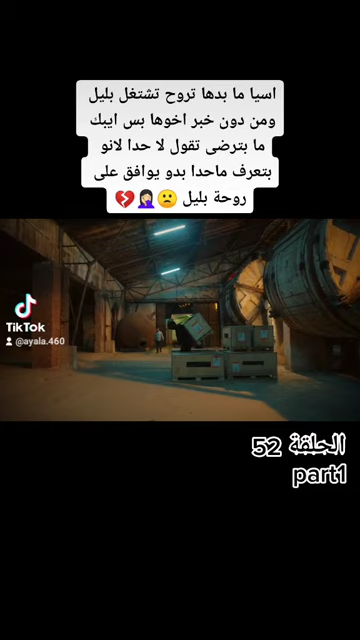 اسيا ما بدها تروح تشتغل بليل
ومن دون خبر اخوها بس ايبك
ما بترضى تقول لا حدا لانو
بتعرف ماحدا بدو يوافق على
روحة بليل 🙁🤦🏻‍♀️💔
TikTok
@ayala.460
الحلقة 52
part1